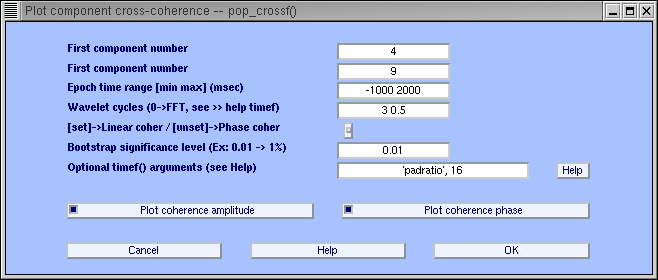 Plot component cross-coherence -- pop_crossf()
First component number 4
First component number 9
Epoch time range [min max] (msec) -1000 2000
Wavelet cycles (0->FFT, see >> help timef) 3 0.5
[set]->Linear coher / [unset]->Phase coher
Bootstrap significance level (Ex: 0.01 -> 1%) 0.01
Optional timef() arguments (see Help) 'padratio', 16 Help
Plot coherence amplitude Plot coherence phase
Cancel Help OK